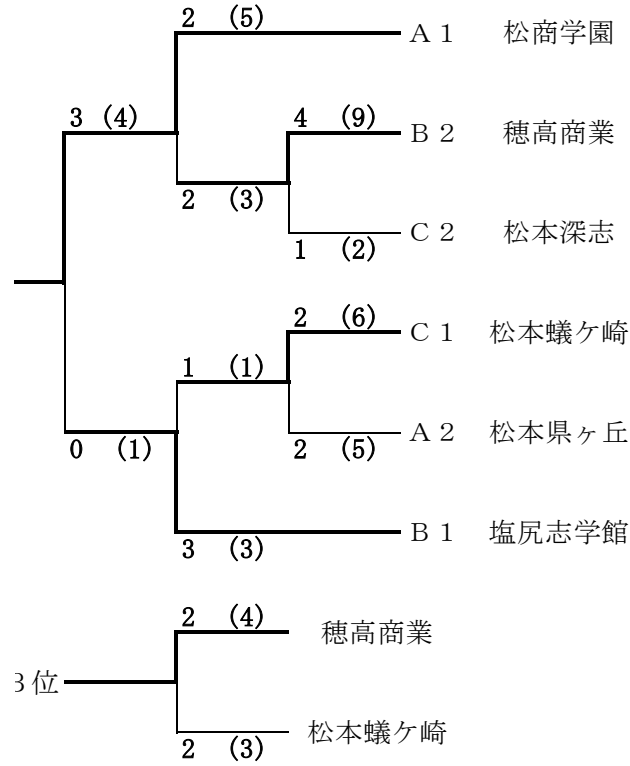 2 (5)
A 1 松商学園
3 (4)
4 (9)
B 2 穂高商業
2 (3)
C 2 松本深志
1 (2)
2 (6)
C 1 松本蟻ケ崎
1 (1)
A 2 松本県ヶ丘
0 (1)
2 (5)
B 1 塩尻志学館
3 (3)
2 (4)
穂高商業
3位
松本蟻ケ崎
2 (3)